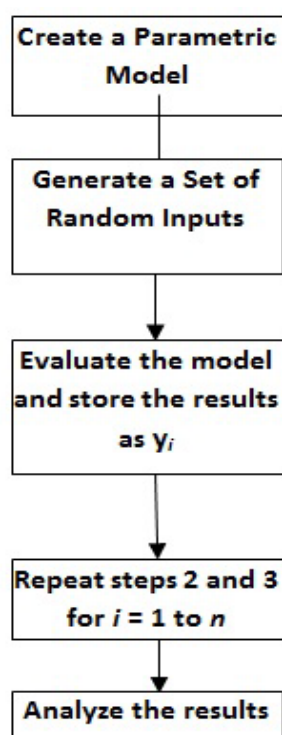 Create a Parametric
Model
Generate a Set of
Random Inputs
Evaluate the model
and store the results
as yᵢ
Repeat steps 2 and 3
for i = 1 to n
Analyze the results